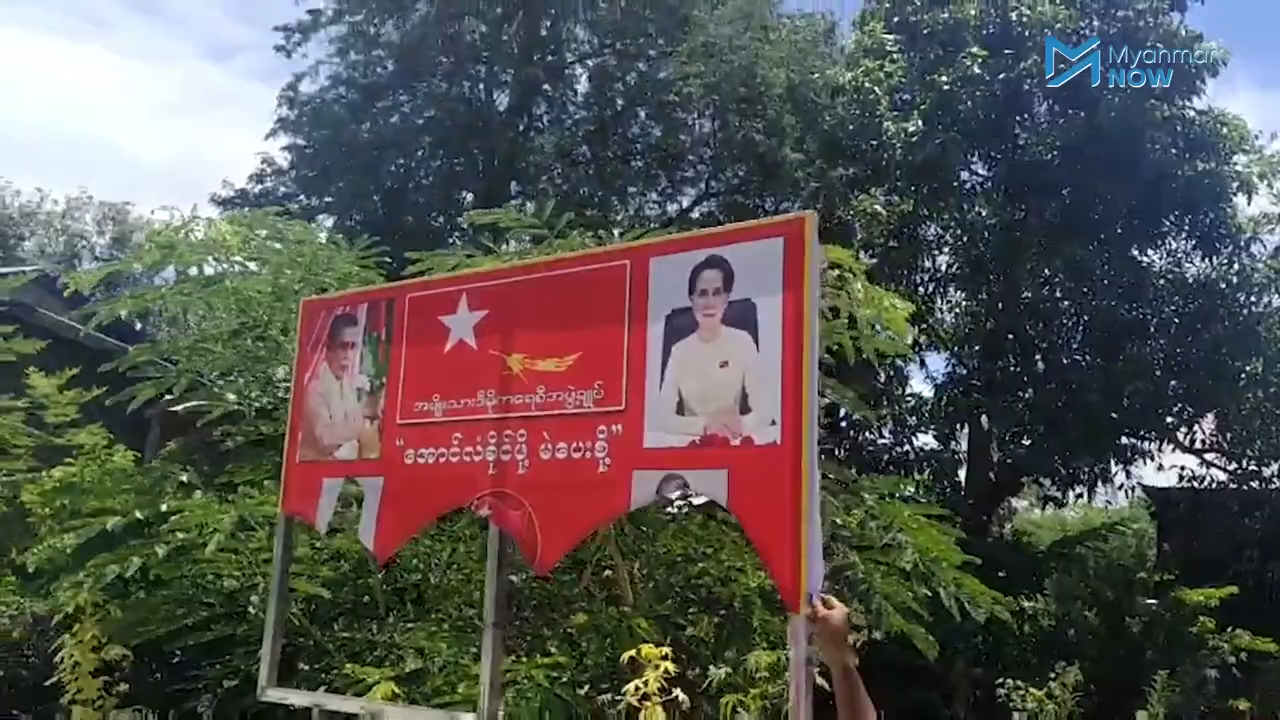 Myanmar
NOW
အမျိုးသားဒီမိုကရေစီအဖွဲ့ချုပ်
“အောင်လံခိုင်ဖို့ မဲပေးစို့”